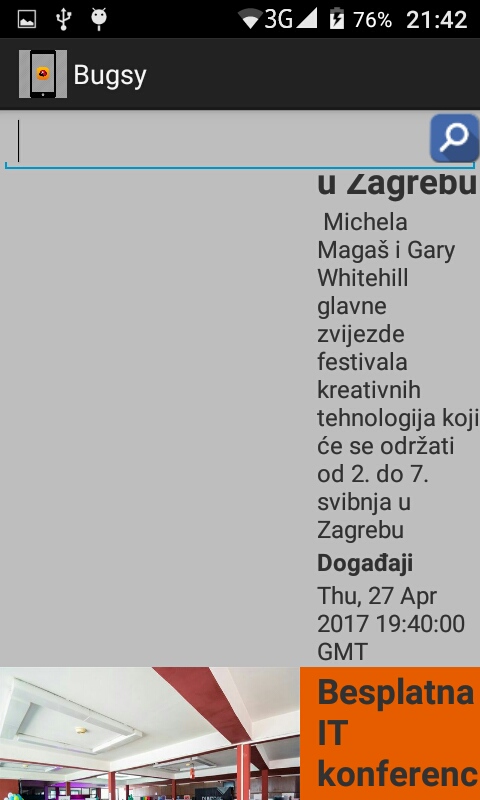 3G 76% 21:42
Bugsy
u Zagrebu
Michela
Magaš i Gary
Whitehill
glavne
zvijezde
festivala
kreativnih
tehnologija koji
će se održati
od 2. do 7.
svibnja u
Zagrebu
Događaji
Thu, 27 Apr
2017 19:40:00
GMT
Besplatna
IT
konferenc